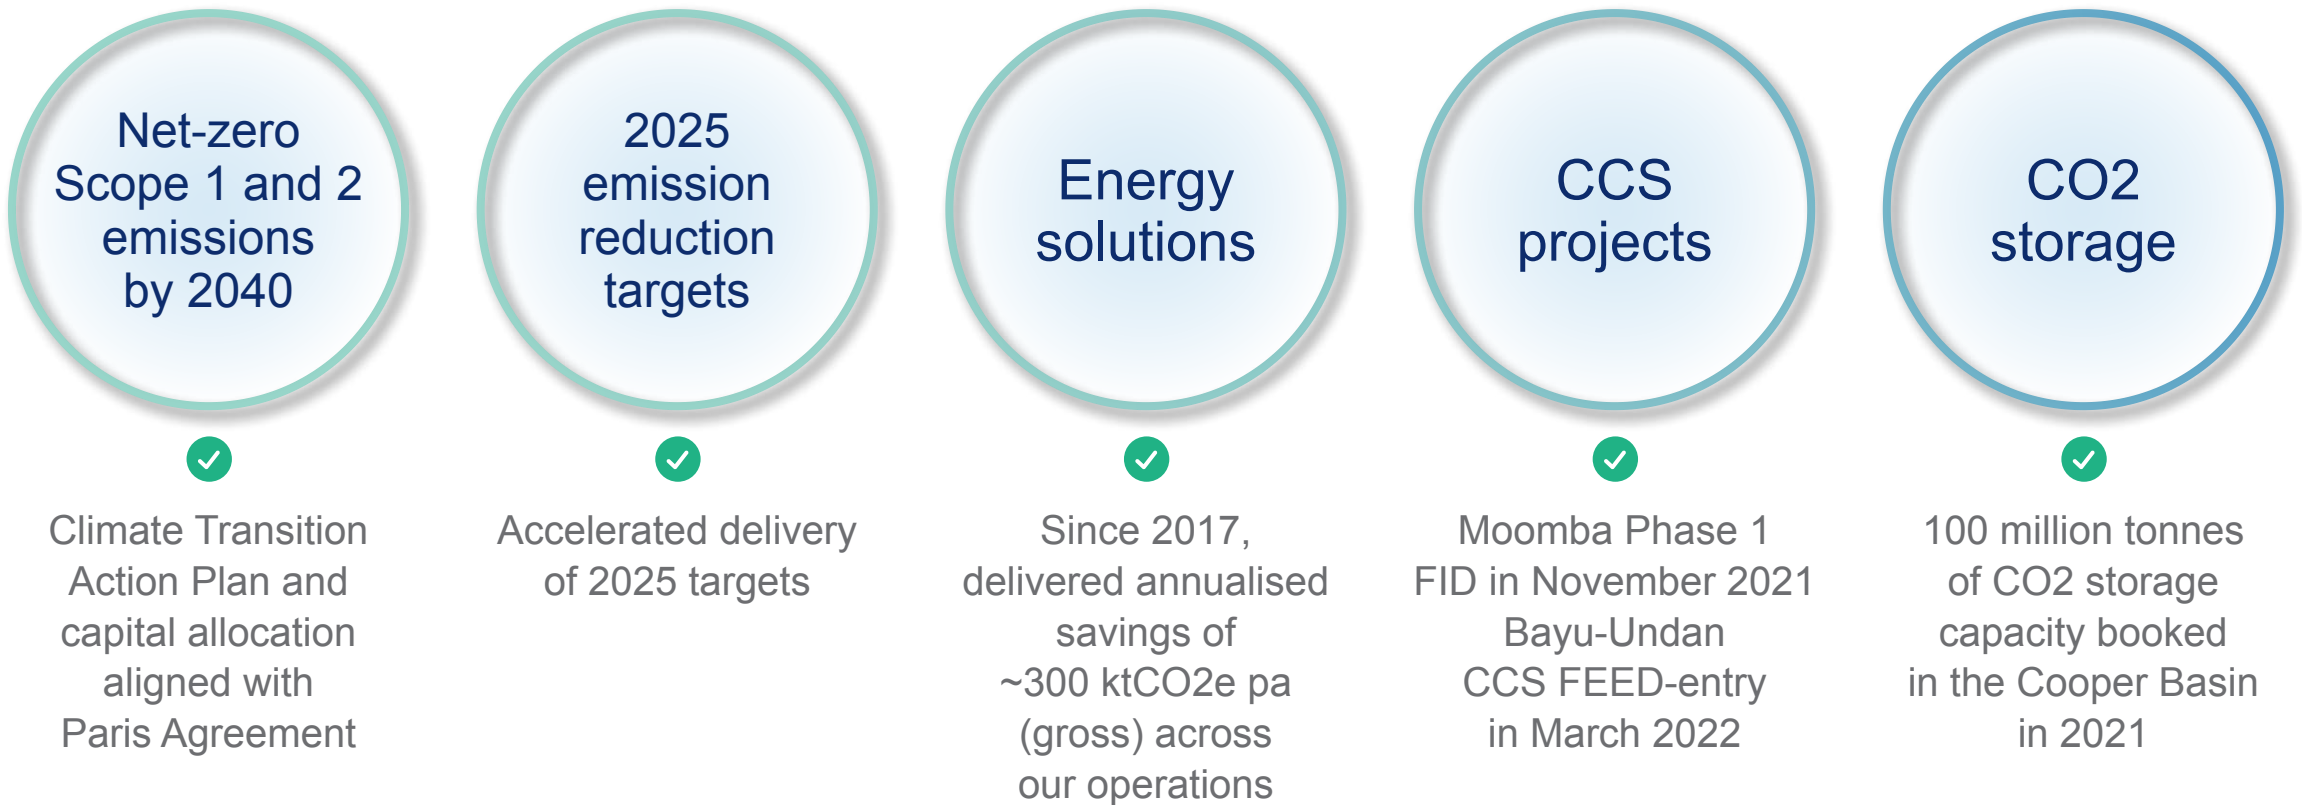 Net-zero
Scope 1 and 2
emissions
by 2040
Climate Transition
Action Plan and
capital allocation
aligned with
Paris Agreement
2025
emission
reduction
targets
Accelerated delivery
of 2025 targets
Energy
solutions
Since 2017,
delivered annualised
savings of
~300 ktCO2e pa
(gross) across
our operations
CCS
projects
Moomba Phase 1
FID in November 2021
Bayu-Undan
CCS FEED-entry
in March 2022
CO2
storage
100 million tonnes
of CO2 storage
capacity booked
in the Cooper Basin
in 2021